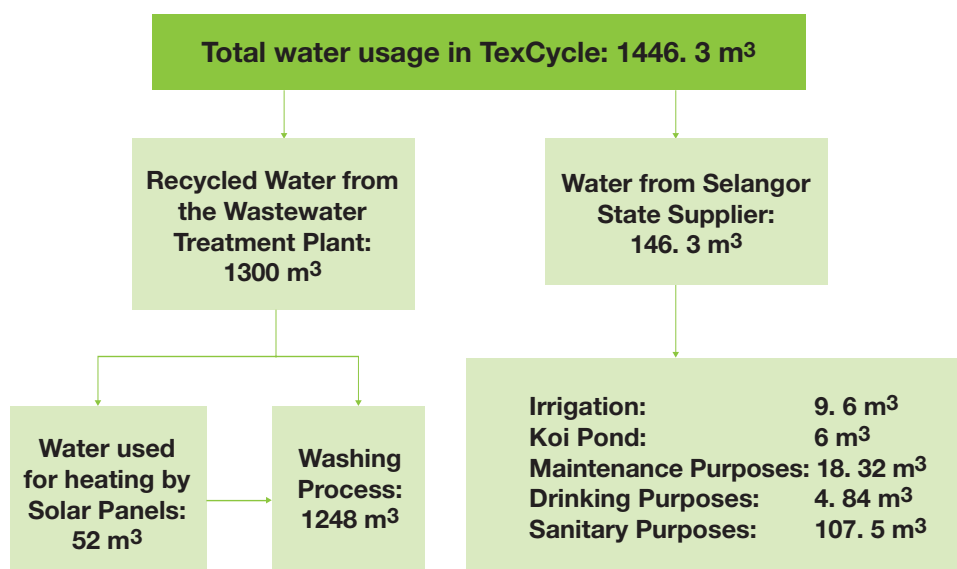 Total water usage in TexCycle: 1446. 3 m³
Recycled Water from
the Wastewater
Treatment Plant:
1300 m³
Water from Selangor
State Supplier:
146. 3 m³
Water used
for heating by
Solar Panels:
52 m³
Washing
Process:
1248 m³
Irrigation: 9. 6 m³
Koi Pond: 6 m³
Maintenance Purposes: 18. 32 m³
Drinking Purposes: 4. 84 m³
Sanitary Purposes: 107. 5 m³